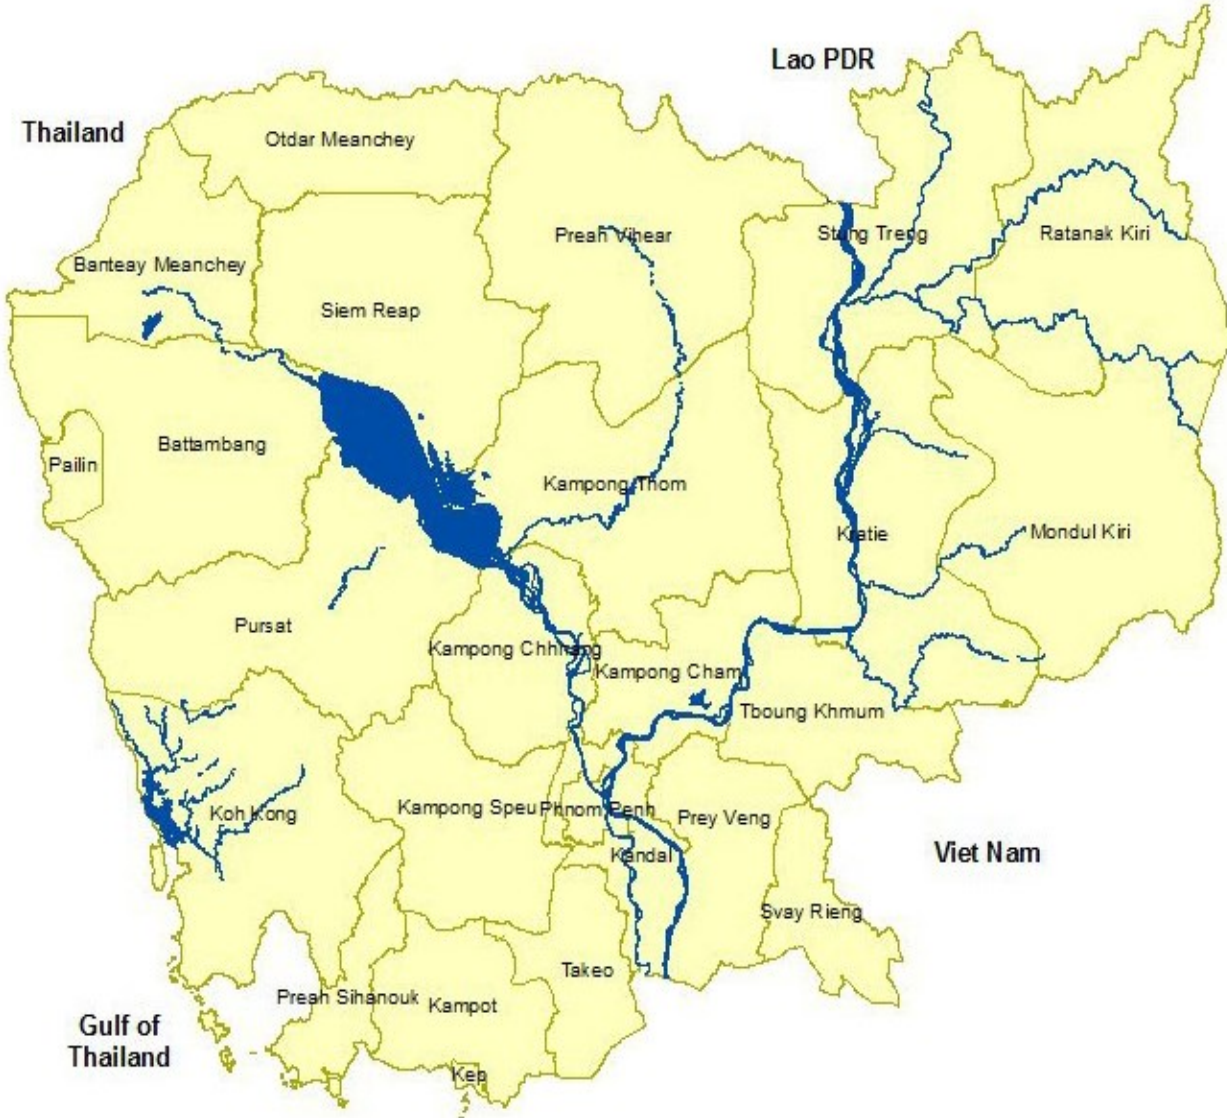 Lao PDR
Thailand
Otdar Meanchey
Preah Vihear
Stung Treng
Ratanak Kiri
Banteay Meanchey
Siem Reap
Battambang
Pailin
Kampong Thom
Kratie
Mondul Kiri
Pursat
Kampong Chhnang
Kampong Cham
Tboung Khmum
Koh Kong
Kampong Speu
Phnom Penh
Prey Veng
Kandal
Viet Nam
Svay Rieng
Takeo
Preah Sihanouk
Kampot
Gulf of
Thailand
Kep